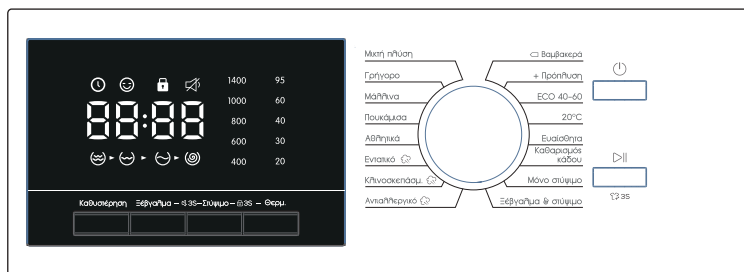 1400 95
1000 60
88:88 800 40
600 30
400 20
Καθυστέρηση Ξέβγαλμα – 3S–Στύψιμο – 3S – Θερμ.
Μικτή πλύση
Γρήγορο
Μάλλινα
Πουκάμισα
Αθλητικά
Εντατικό
Κλινοσκεπάσμ.
Αντιαλλεργικό
Βαμβακερά
+ Πρόπλυση
ECO 40–60
20°C
Ευαίσθητα
Καθαρισμός
κάδου
Μόνο στύψιμο
Ξέβγαλμα & στύψιμο
3S